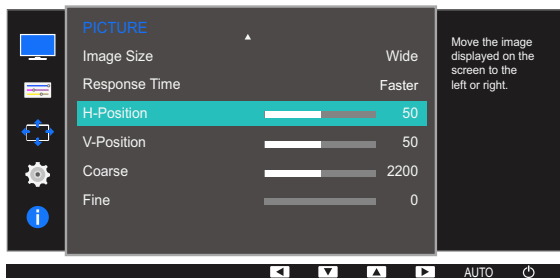 PICTURE
Image Size Wide
Response Time Faster
H-Position 50
V-Position 50
Coarse 2200
Fine 0
Move the image
displayed on the
screen to the
left or right.
AUTO